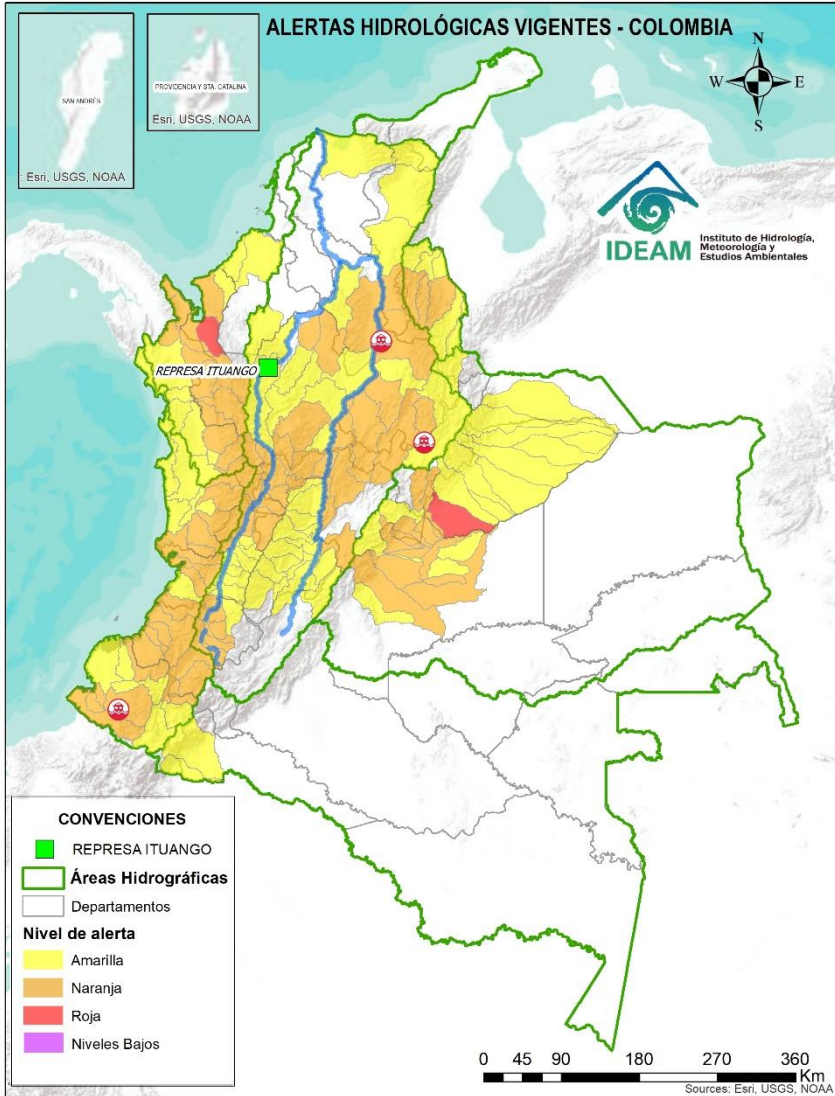 ALERTAS HIDROLÓGICAS VIGENTES - COLOMBIA
SAN ANDRÉS
Esri, USGS, NOAA
PROVIDENCIA Y STA. CATALINA
Esri, USGS, NOAA
N
W
E
S
IDEAM
Instituto de Hidrología,
Meteorología y
Estudios Ambientales
REPRESA ITUANGO
CONVENCIONES
REPRESA ITUANGO
Áreas Hidrográficas
Departamentos
Nivel de alerta
Amarilla
Naranja
Roja
Niveles Bajos
0 45 90 180 270 360
Km
Sources: Esri, USGS, NOAA